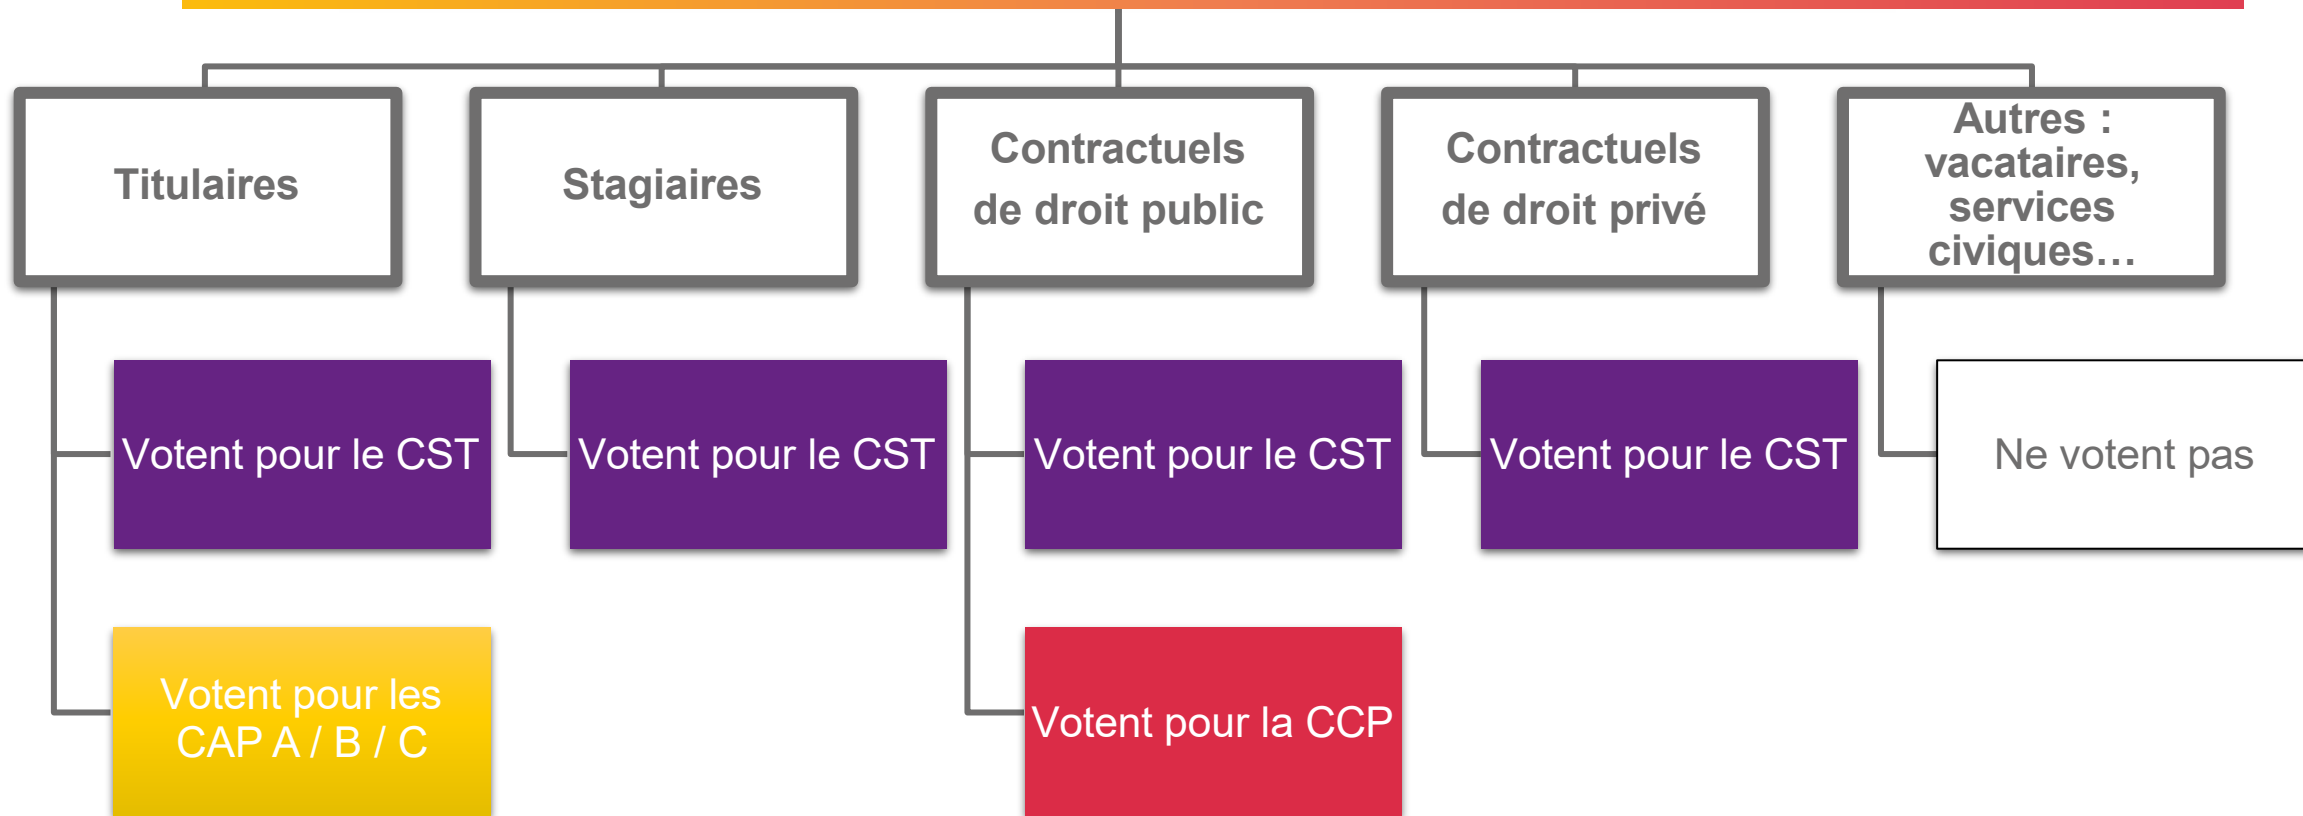 Titulaires
Stagiaires
Contractuels
de droit public
Contractuels
de droit privé
Autres :
vacataires,
services
civiques…
Votent pour le CST
Votent pour le CST
Votent pour le CST
Votent pour le CST
Ne votent pas
Votent pour les
CAP A / B / C
Votent pour la CCP